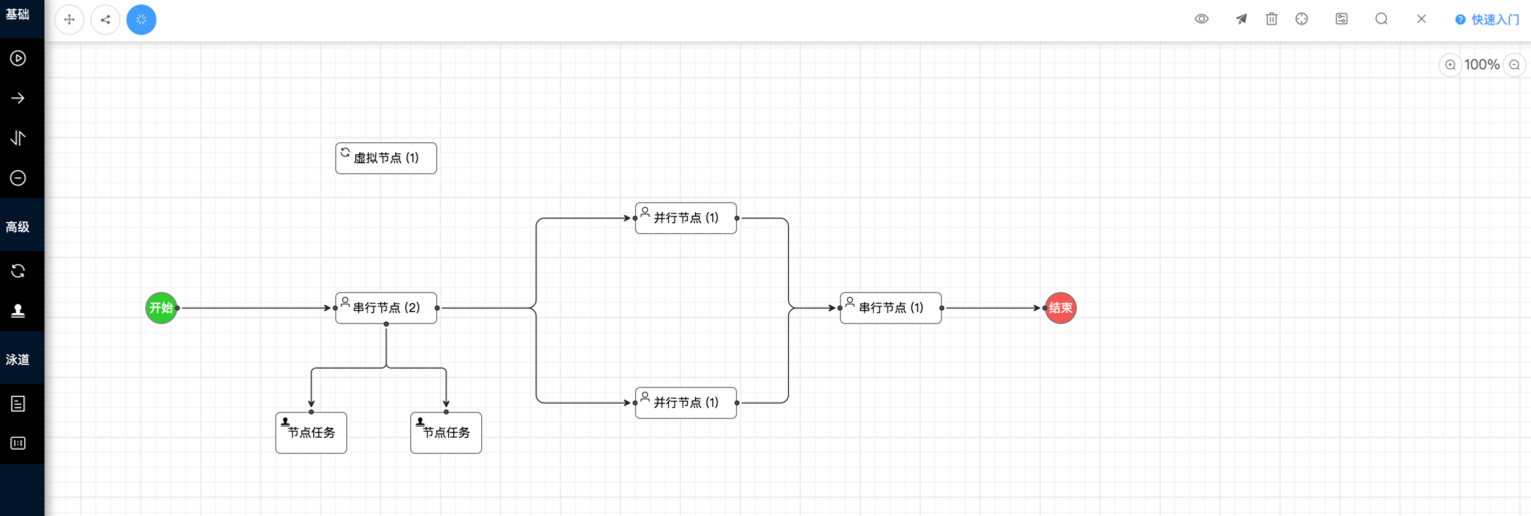 基础
快速入门
100%
虚拟节点 (1)
并行节点 (1)
高级
开始
串行节点 (2)
串行节点 (1)
结束
泳道
并行节点 (1)
节点任务
节点任务